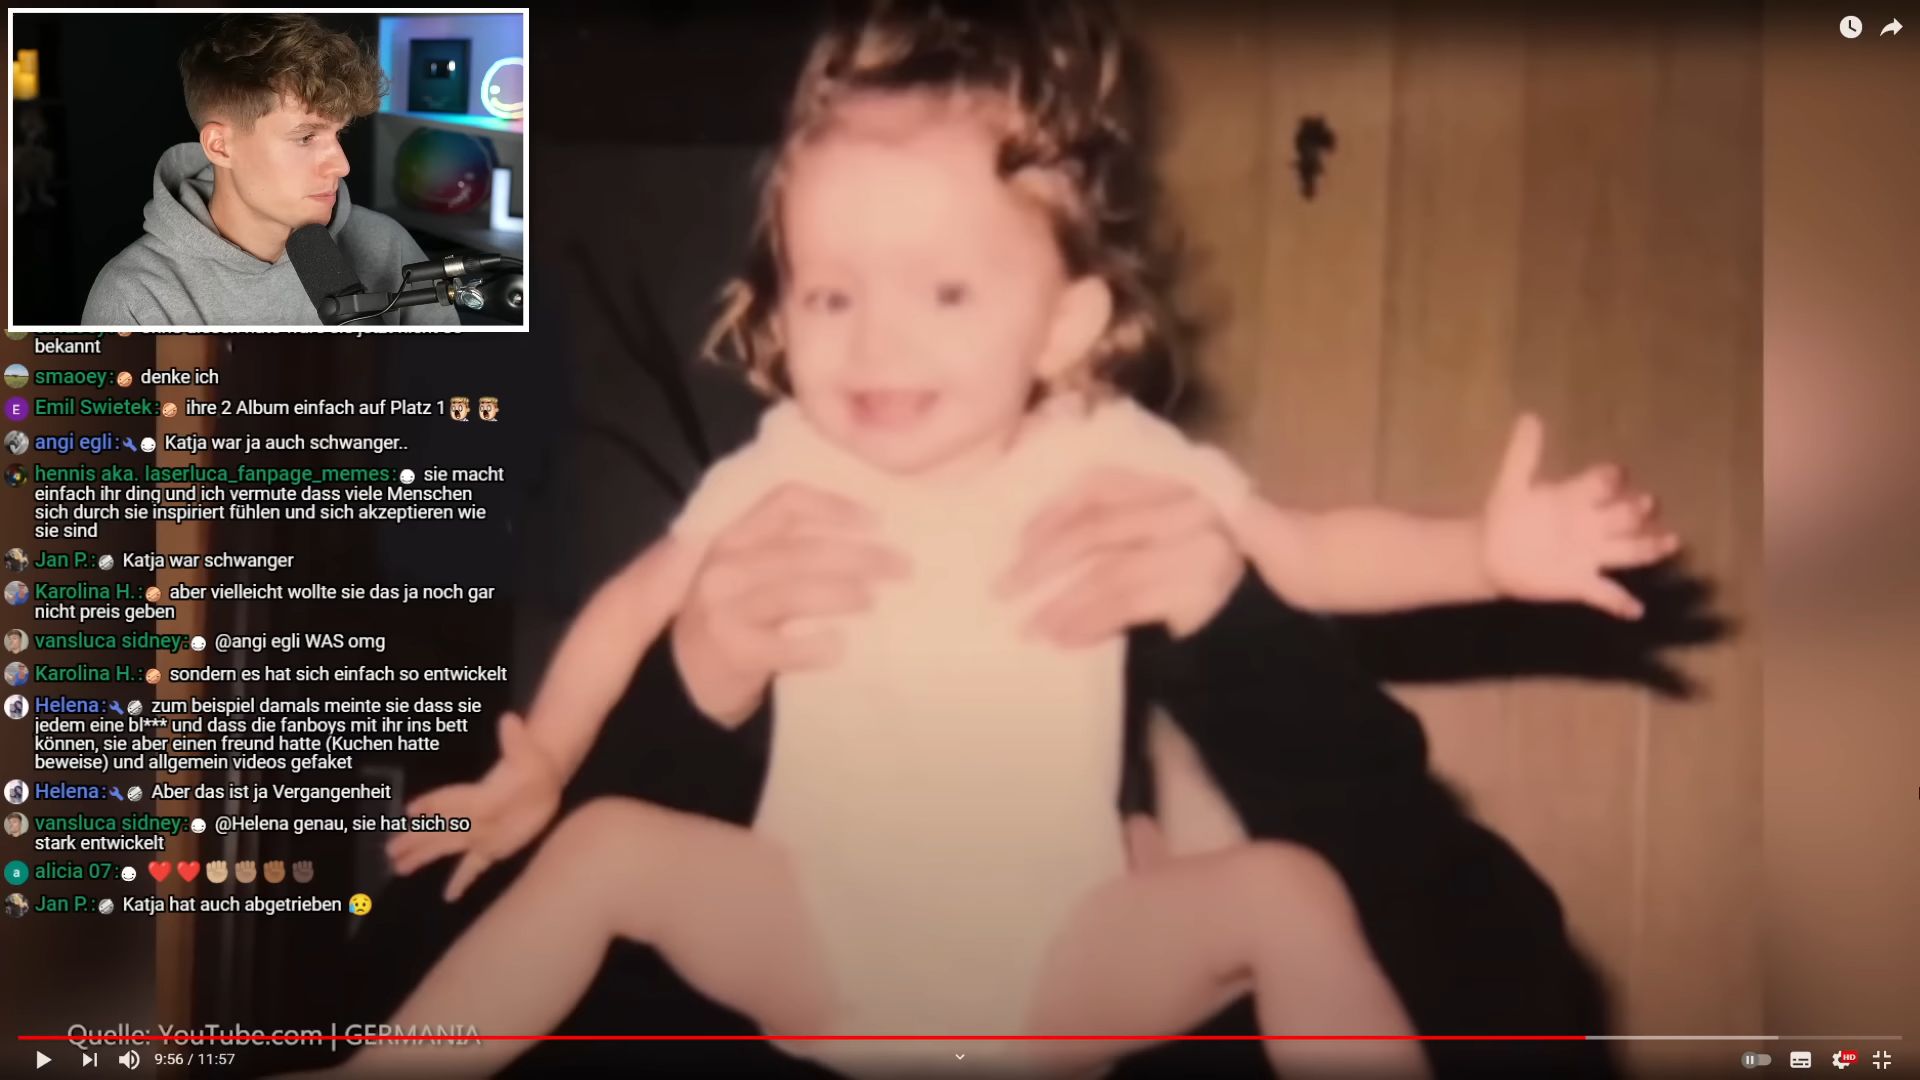 bekannt
smaoey: denke ich
E Emil Swietek: ihre 2 Album einfach auf Platz 1
angi egli: Katja war ja auch schwanger..
hennis aka. laserluca_fanpage_memes: sie macht
einfach ihr ding und ich vermute dass viele Menschen
sich durch sie inspiriert fühlen und sich akzeptieren wie
sie sind
Jan P.: Katja war schwanger
Karolina H.: aber vielleicht wollte sie das ja noch gar
nicht preis geben
vansluca sidney: @angi egli WAS omg
Karolina H.: sondern es hat sich einfach so entwickelt
Helena: zum beispiel damals meinte sie dass sie
jedem eine bl*** und dass die fanboys mit ihr ins bett
können, sie aber einen freund hatte (Kuchen hatte
beweise) und allgemein videos gefaket
Helena: Aber das ist ja Vergangenheit
vansluca sidney: @Helena genau, sie hat sich so
stark entwickelt
a alicia 07: ❤️❤️✊🏼✊🏽✊🏾✊🏿
Jan P.: Katja hat auch abgetrieben 😥
Quelle: YouTube.com | GERMANIA
9:56 / 11:57
HD